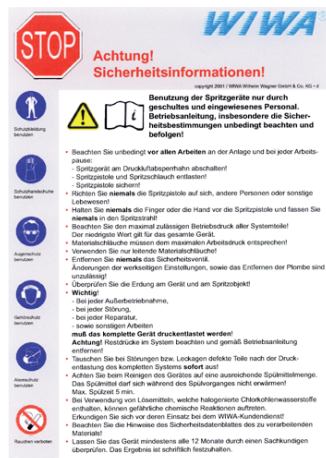 STOP
WIWA
Achtung!
Sicherheitsinformationen!
copyright 2001 / WIWA Wilhelm Wagner GmbH & Co. KG
Benutzung der Spritzgeräte nur durch
geschultes und eingewiesenes Personal.
Betriebsanleitung, insbesondere die Sicher-
heitsbestimmungen unbedingt beachten und
befolgen!
Schutzkleidung
benutzen
Schutzhandschuhe
benutzen
Augenschutz
benutzen
Gehörschutz
benutzen
Atemschutz
benutzen
Rauchen verboten
• Beachten Sie unbedingt vor allen Arbeiten an der Anlage und bei jeder Arbeits-
pause:
- Spritzgerät am Druckluftabsperrhahn abschalten!
- Spritzpistole und Spritzschlauch entlasten!
- Spritzpistole sichern!
• Richten Sie niemals die Spritzpistole auf sich, andere Personen oder sonstige
Lebewesen!
• Halten Sie niemals die Finger oder die Hand vor die Spritzpistole und fassen Sie
niemals in den Spritzstrahl!
• Beachten Sie den maximal zulässigen Betriebsdruck aller Systemteile!
Der niedrigste Wert gilt für das gesamte Gerät.
• Materialschläuche müssen dem maximalen Arbeitsdruck entsprechen!
• Verwenden Sie nur leitende Materialschläuche!
• Entfernen Sie niemals das Sicherheitsventil.
Änderungen der werkseitigen Einstellungen, sowie das Entfernen der Plombe sind
unzulässig!
• Überprüfen Sie die Erdung am Gerät und am Spritzobjekt!
• Wichtig!
- Bei jeder Außerbetriebnahme,
- bei jeder Störung,
- bei jeder Reparatur,
- sowie sonstigen Arbeiten
muß das komplette Gerät druckentlastet werden!
Achtung! Restdrücke im System beachten und gemäß Betriebsanleitung
entfernen!
• Tauschen Sie bei Störungen bzw. Leckagen defekte Teile nach der Druck-
entlastung des kompletten Systems sofort aus!
• Achten Sie beim Reinigen des Gerätes auf eine ausreichende Spülmittelmenge.
Das Spülmittel darf sich während des Spülvorganges nicht erwärmen!
Max. Spülzeit 5 min.
• Bei Verwendung von Lösemitteln, welche halogenierte Chlorkohlenwasserstoffe
enthalten, können gefährliche chemische Reaktionen auftreten.
Erkundigen Sie sich vor deren Einsatz bei dem WIWA-Kundendienst!
• Beachten Sie die Hinweise des Sicherheitsdatenblattes des zu verarbeitenden
Materials!
• Lassen Sie das Gerät mindestens alle 12 Monate durch einen Sachkundigen
überprüfen. Das Ergebnis ist schriftlich festzuhalten.